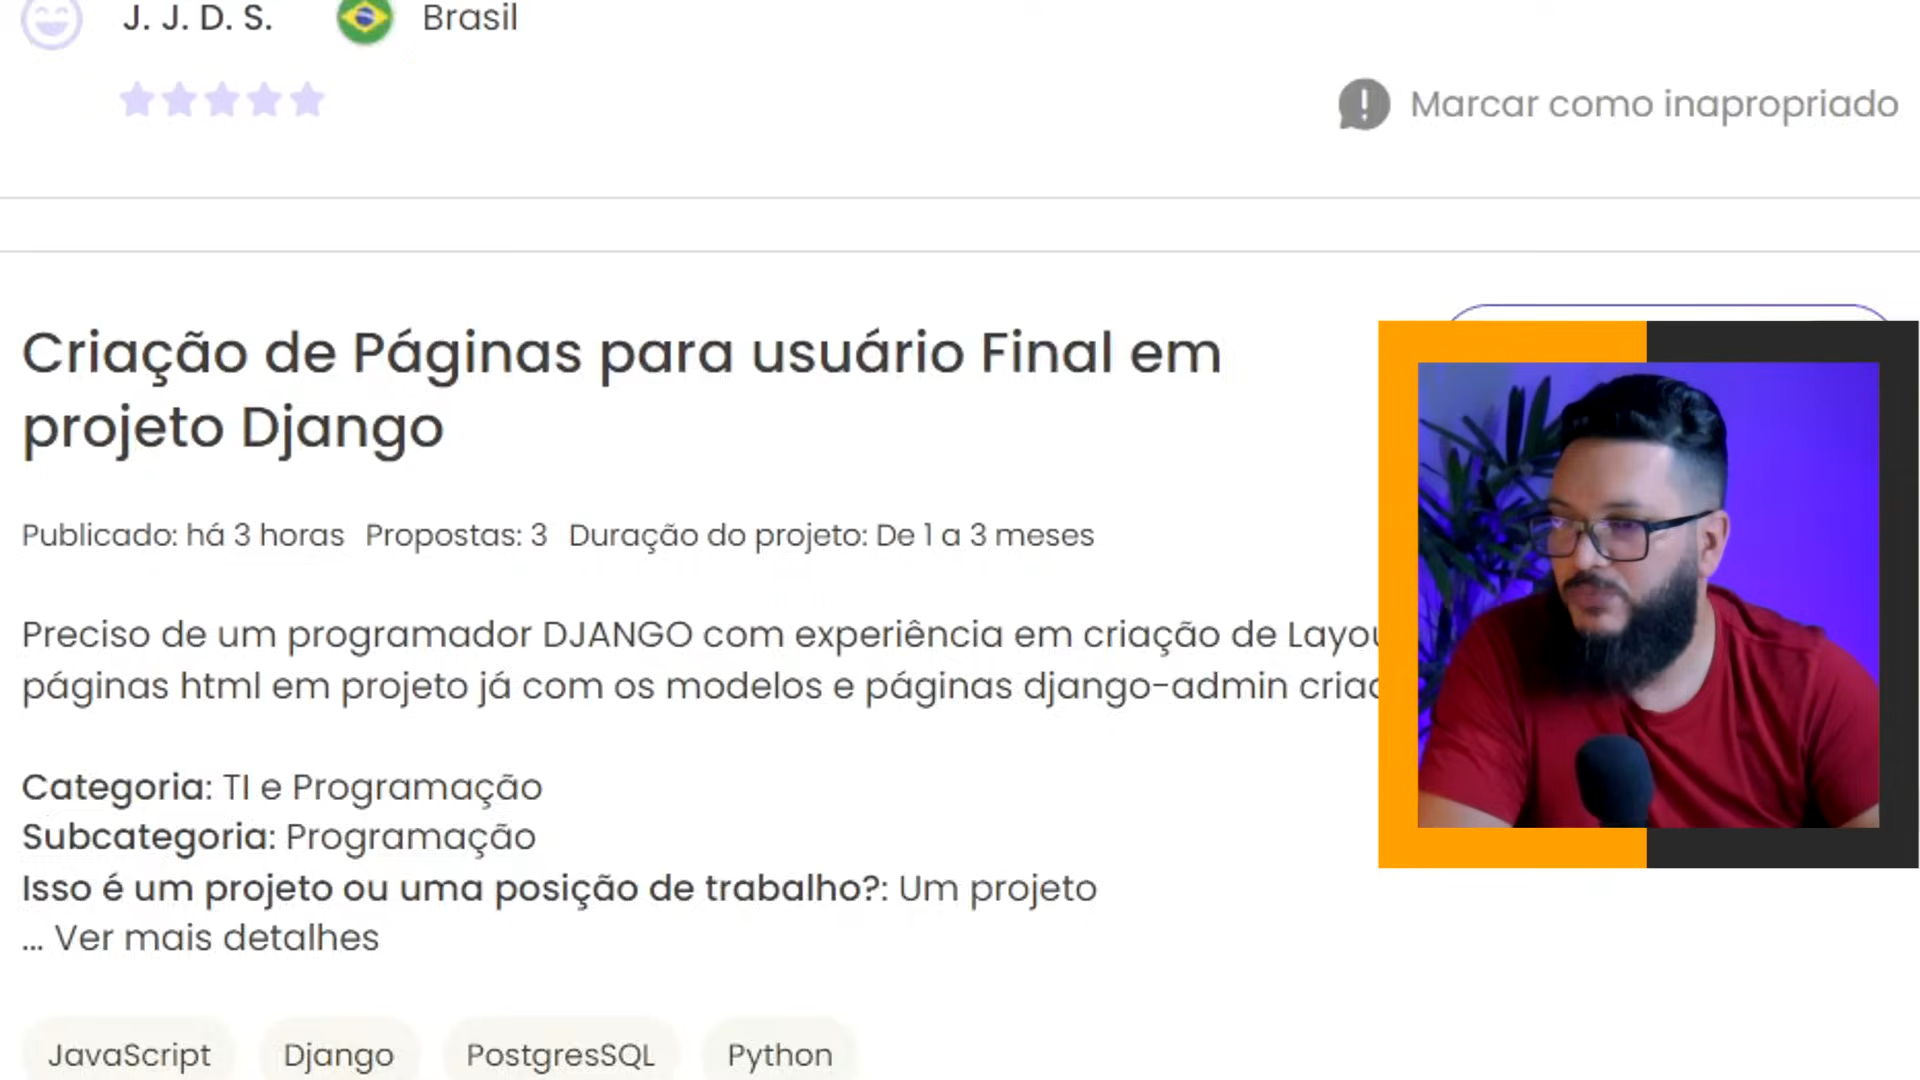 J. J. D. S. Brasil
Marcar como inapropriado
Criação de Páginas para usuário Final em
projeto Django
Publicado: há 3 horas Propostas: 3 Duração do projeto: De 1 a 3 meses
Preciso de um programador DJANGO com experiência em criação de
páginas html em projeto já com os modelos e páginas django-admin
Categoria: TI e Programação
Subcategoria: Programação
Isso é um projeto ou uma posição de trabalho?: Um projeto
... Ver mais detalhes
JavaScript Django PostgresSQL Python